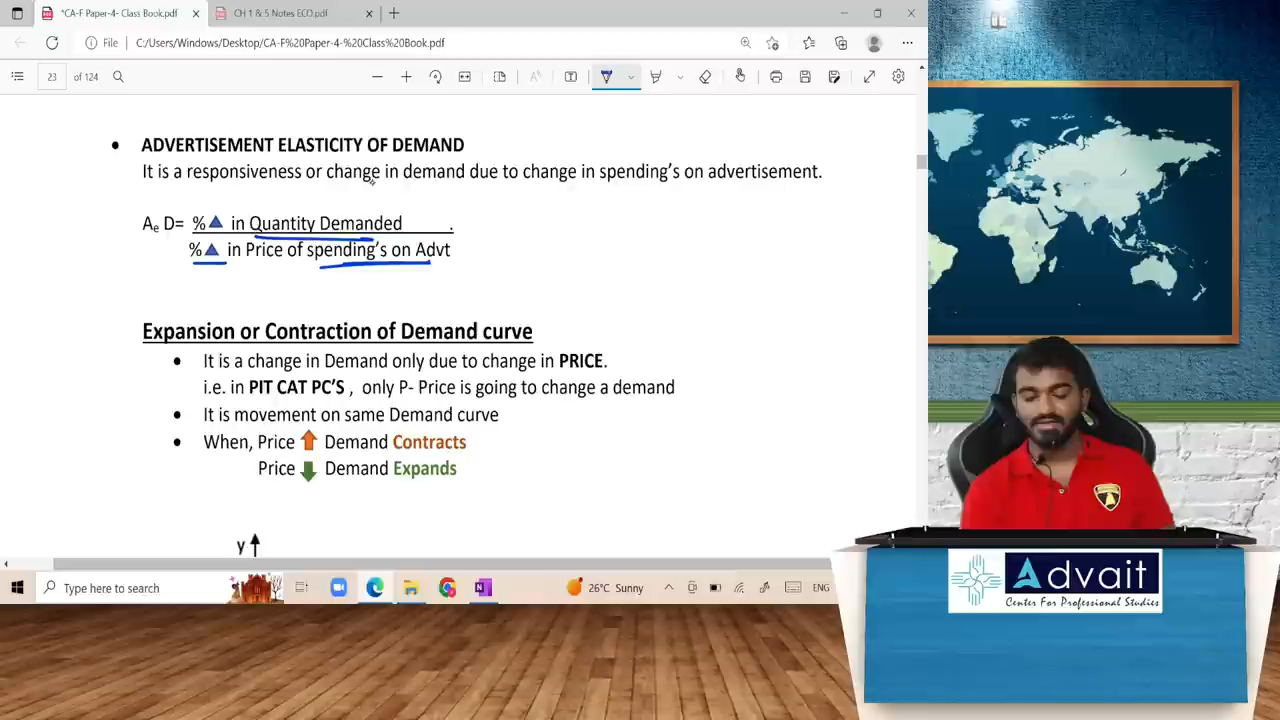 *CA-F Paper-4- Class Book.pdf
CH 1 & 5 Notes ECO.pdf
File
C:/Users/Windows/Desktop/CA-F%20Paper-4-%20Class%20Book.pdf
23 of 124
• ADVERTISEMENT ELASTICITY OF DEMAND
It is a responsiveness or change in demand due to change in spending's on advertisement.
Ae D= %▲ in Quantity Demanded .
%▲ in Price of spending's on Advt
Expansion or Contraction of Demand curve
• It is a change in Demand only due to change in PRICE.
i.e. in PIT CAT PC'S , only P- Price is going to change a demand
• It is movement on same Demand curve
• When, Price ↑ Demand Contracts
Price ↓ Demand Expands
y
Type here to search
26°C Sunny
ENG
Advait
Center For Professional Studies